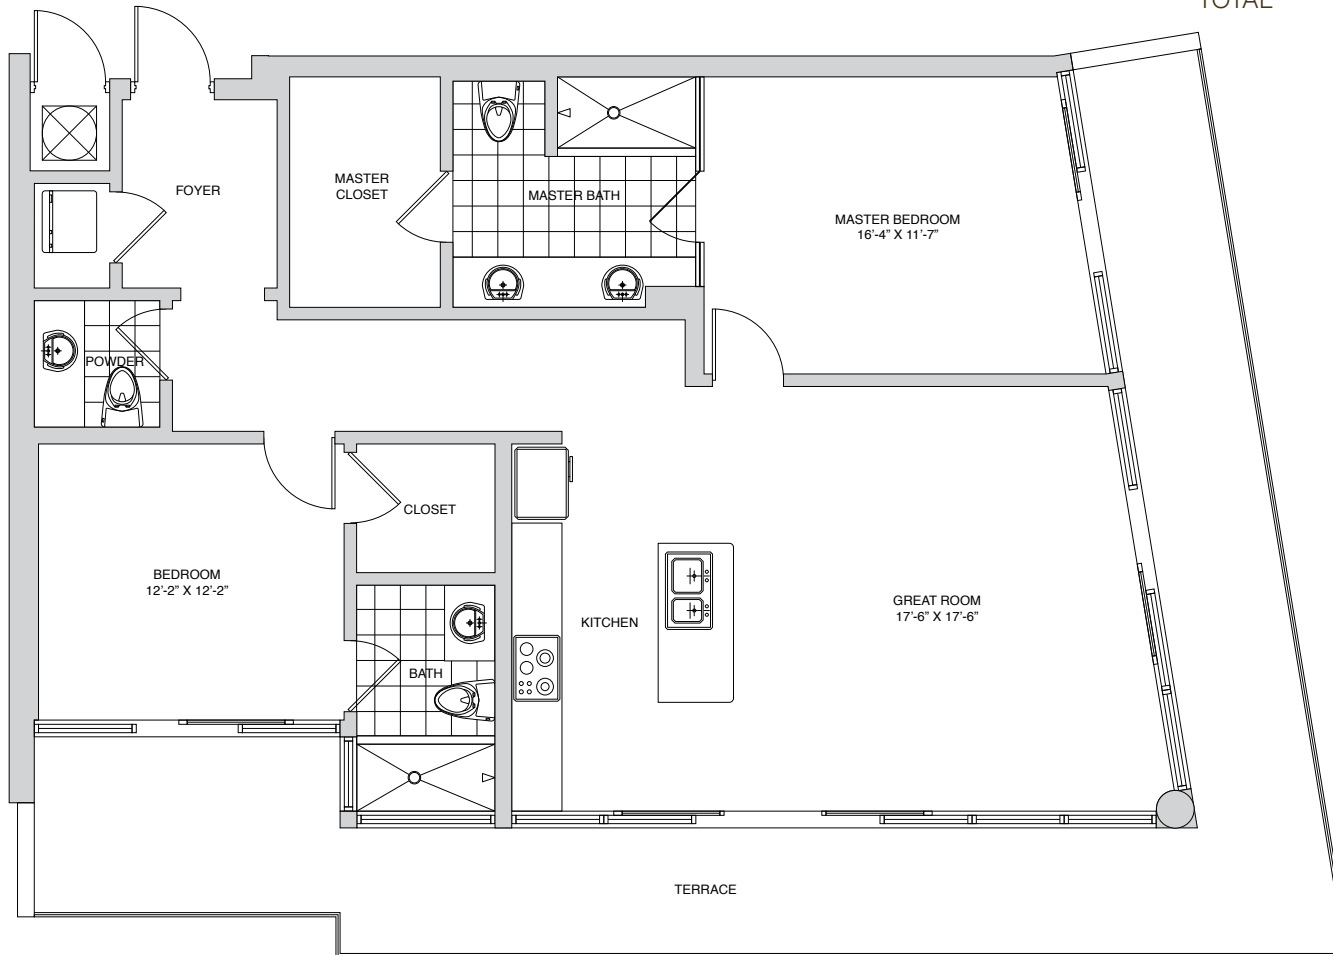 TOTAL
FOYER
MASTER
CLOSET
MASTER BATH
MASTER BEDROOM
16'-4" X 11'-7"
POWDER
CLOSET
BEDROOM
12'-2" X 12'-2"
BATH
KITCHEN
GREAT ROOM
17'-6" X 17'-6"
TERRACE